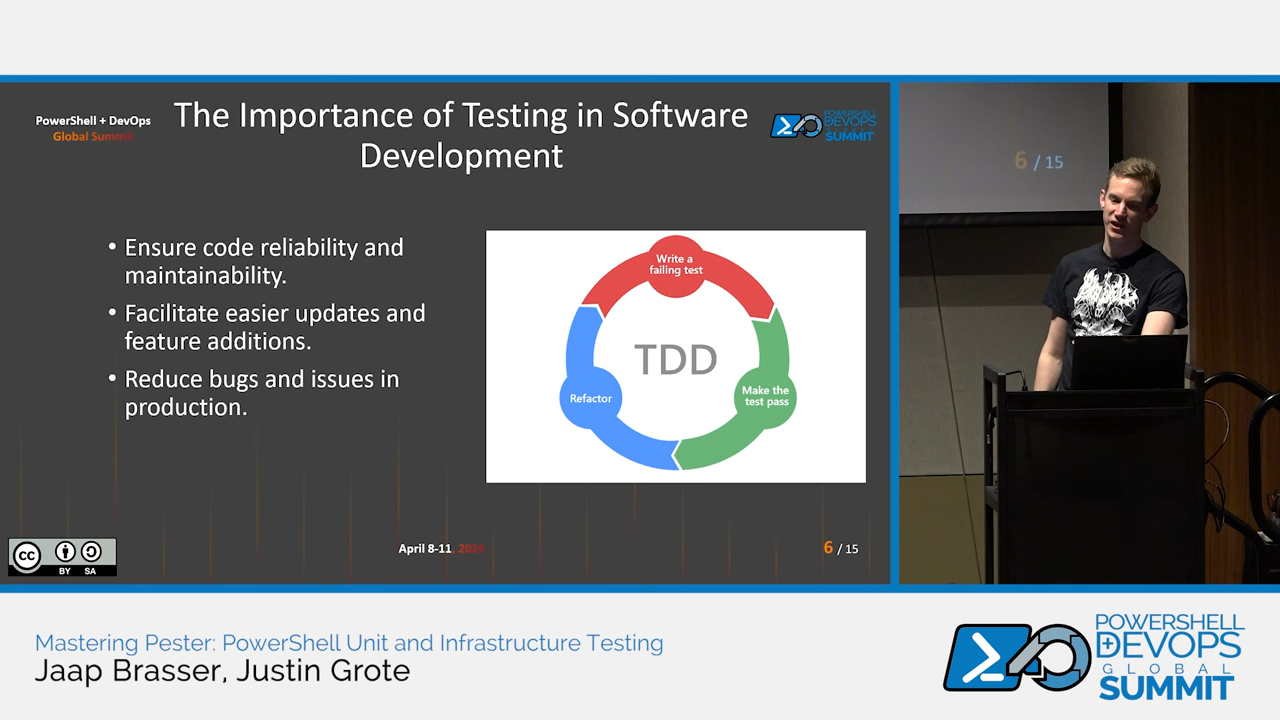 PowerShell + DevOps
Global Summit
The Importance of Testing in Software
Development
POWERSHELL
+DEVOPS
GLOBAL
SUMMIT
• Ensure code reliability and
maintainability.
• Facilitate easier updates and
feature additions.
• Reduce bugs and issues in
production.
Write a
failing test
TDD
Make the
test pass
Refactor
cc
BY SA
April 8-11, 2024
6 / 15
6 / 15
Mastering Pester: PowerShell Unit and Infrastructure Testing
Jaap Brasser, Justin Grote
POWERSHELL
+DEVOPS
GLOBAL
SUMMIT